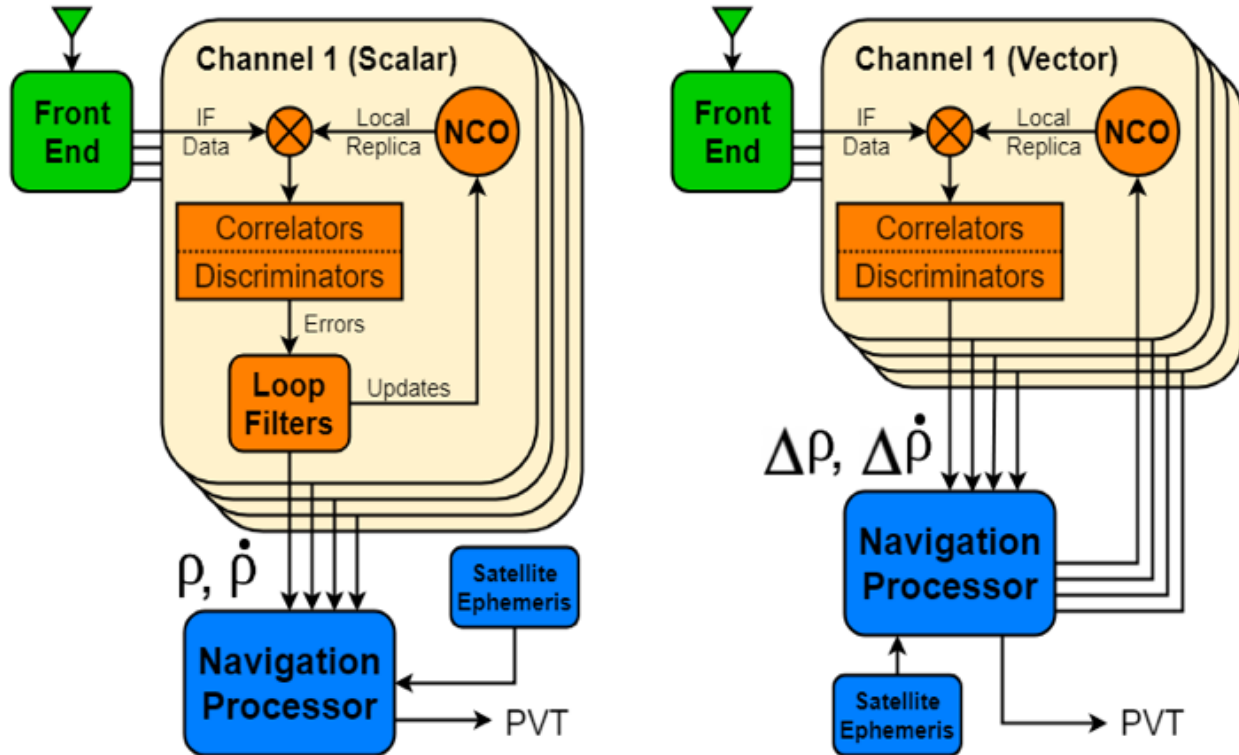 Channel 1 (Scalar)
Front
End
IF
Data
Local
Replica
NCO
Correlators
Discriminators
Errors
Loop
Filters
Updates
ρ, ρ̇
Satellite
Ephemeris
Navigation
Processor
PVT
Channel 1 (Vector)
Front
End
IF
Data
Local
Replica
NCO
Correlators
Discriminators
Δρ, Δρ̇
Navigation
Processor
Satellite
Ephemeris
PVT